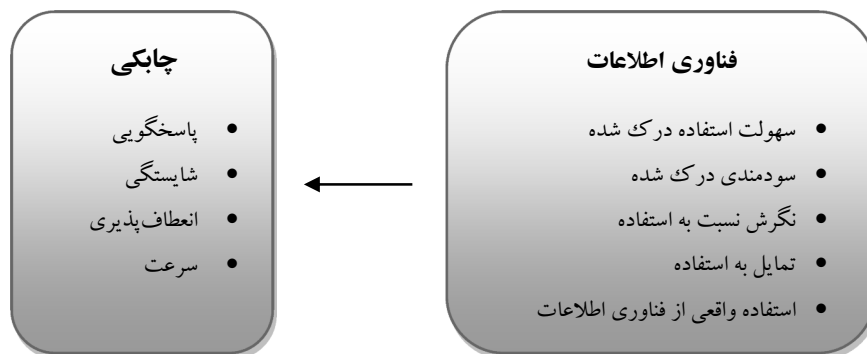 فناوری اطلاعات
• سهولت استفاده درک شده
• سودمندی درک شده
• نگرش نسبت به استفاده
• تمایل به استفاده
• استفاده واقعی از فناوری اطلاعات
چابکی
• پاسخگویی
• شایستگی
• انعطاف‌پذیری
• سرعت